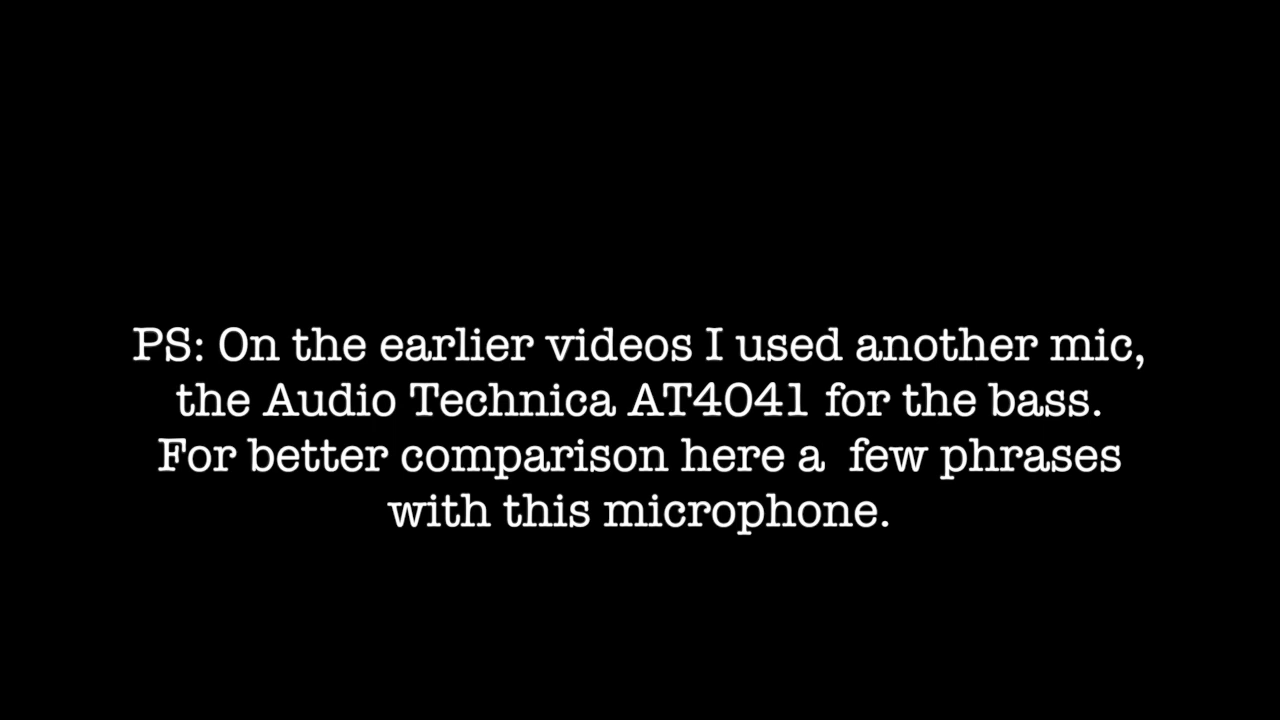 PS: On the earlier videos I used another mic,
the Audio Technica AT4041 for the bass.
For better comparison here a  few phrases
with this microphone.